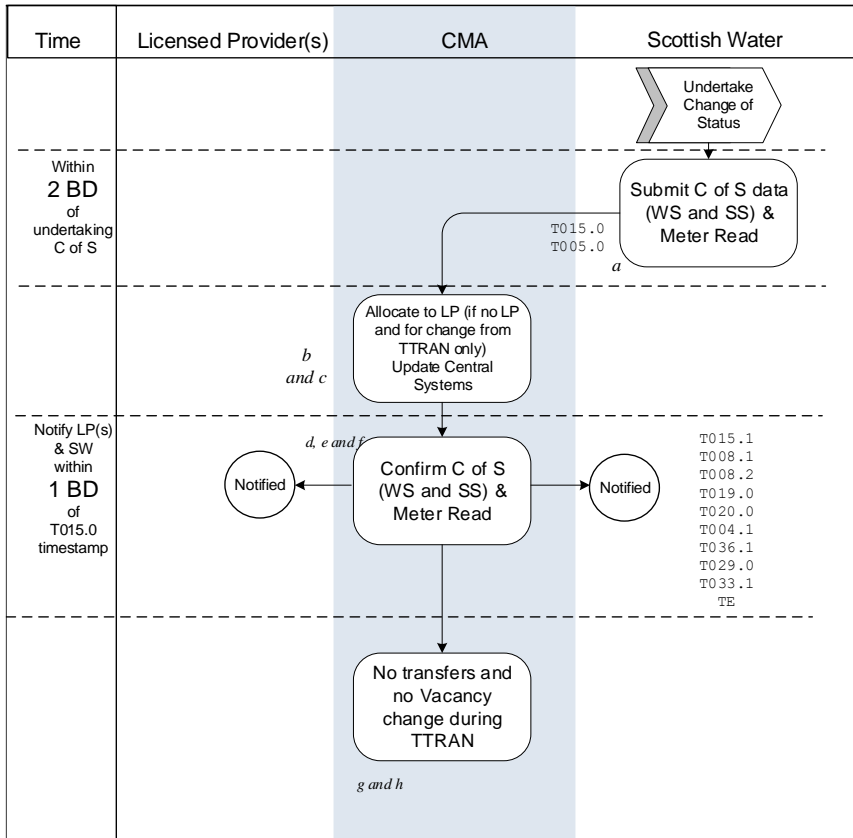 Time
Licensed Provider(s)
CMA
Scottish Water
Undertake
Change of
Status
Within
2 BD
of
undertaking
C of S
Submit C of S data
(WS and SS) &
Meter Read
T015.0
T005.0
a
Allocate to LP (if no LP
and for change from
TTRAN only)
Update Central
Systems
b
and c
Notify LP(s)
& SW
within
1 BD
of
T015.0
timestamp
d, e and f
Notified
Confirm C of S
(WS and SS) &
Meter Read
Notified
T015.1
T008.1
T008.2
T019.0
T020.0
T004.1
T036.1
T029.0
T033.1
TE
No transfers and
no Vacancy
change during
TTRAN
g and h